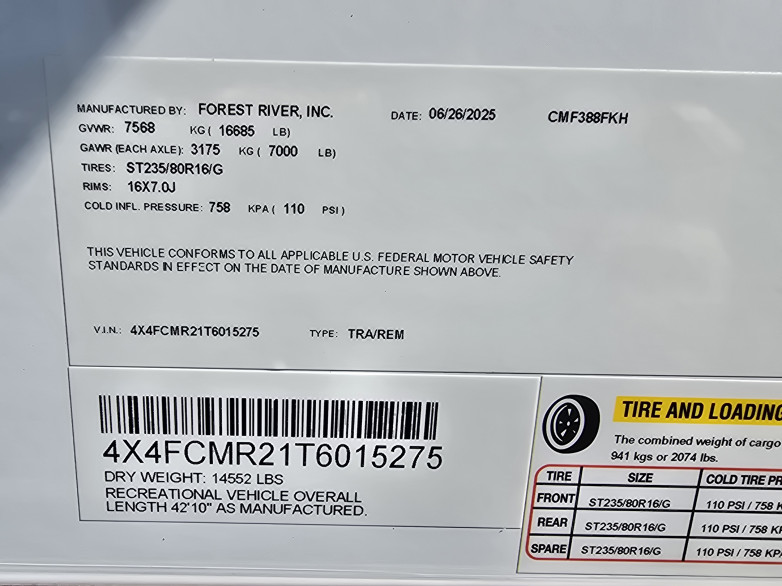 MANUFACTURED BY: FOREST RIVER, INC. DATE: 06/26/2025 CMF388FKH
GVWR: 7568 KG ( 16685 LB)
GAWR (EACH AXLE): 3175 KG ( 7000 LB)
TIRES: ST235/80R16/G
RIMS: 16X7.0J
COLD INFL. PRESSURE: 758 KPA ( 110 PSI )
THIS VEHICLE CONFORMS TO ALL APPLICABLE U.S. FEDERAL MOTOR VEHICLE SAFETY
STANDARDS IN EFFECT ON THE DATE OF MANUFACTURE SHOWN ABOVE.
V.I.N.: 4X4FCMR21T6015275 TYPE: TRA/REM
4X4FCMR21T6015275
DRY WEIGHT: 14552 LBS
RECREATIONAL VEHICLE OVERALL
LENGTH 42'10" AS MANUFACTURED.
TIRE AND LOADING
The combined weight of cargo
941 kgs or 2074 lbs.
TIRE SIZE COLD TIRE PR
FRONT ST235/80R16/G 110 PSI / 758 K
REAR ST235/80R16/G 110 PSI / 758 KP
SPARE ST235/80R16/G 110 PSI / 758 KPA